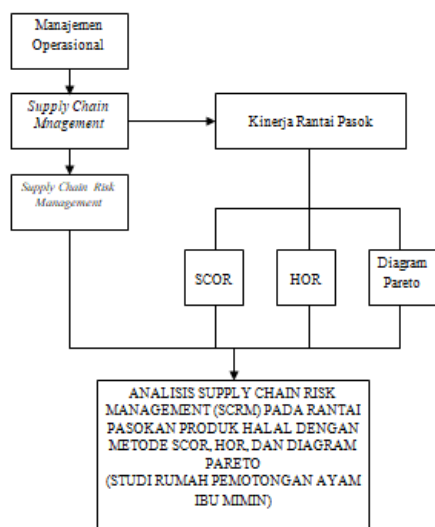 Manajemen
Operasional
Supply Chain
Mnagement
Kinerja Rantai Pasok
Supply Chain Risk
Management
SCOR
HOR
Diagram
Pareto
ANALISIS SUPPLY CHAIN RISK
MANAGEMENT (SCRM) PADA RANTAI
PASOKAN PRODUK HALAL DENGAN
METODE SCOR, HOR, DAN DIAGRAM
PARETO
(STUDI RUMAH PEMOTONGAN AYAM
IBU MIMIN)